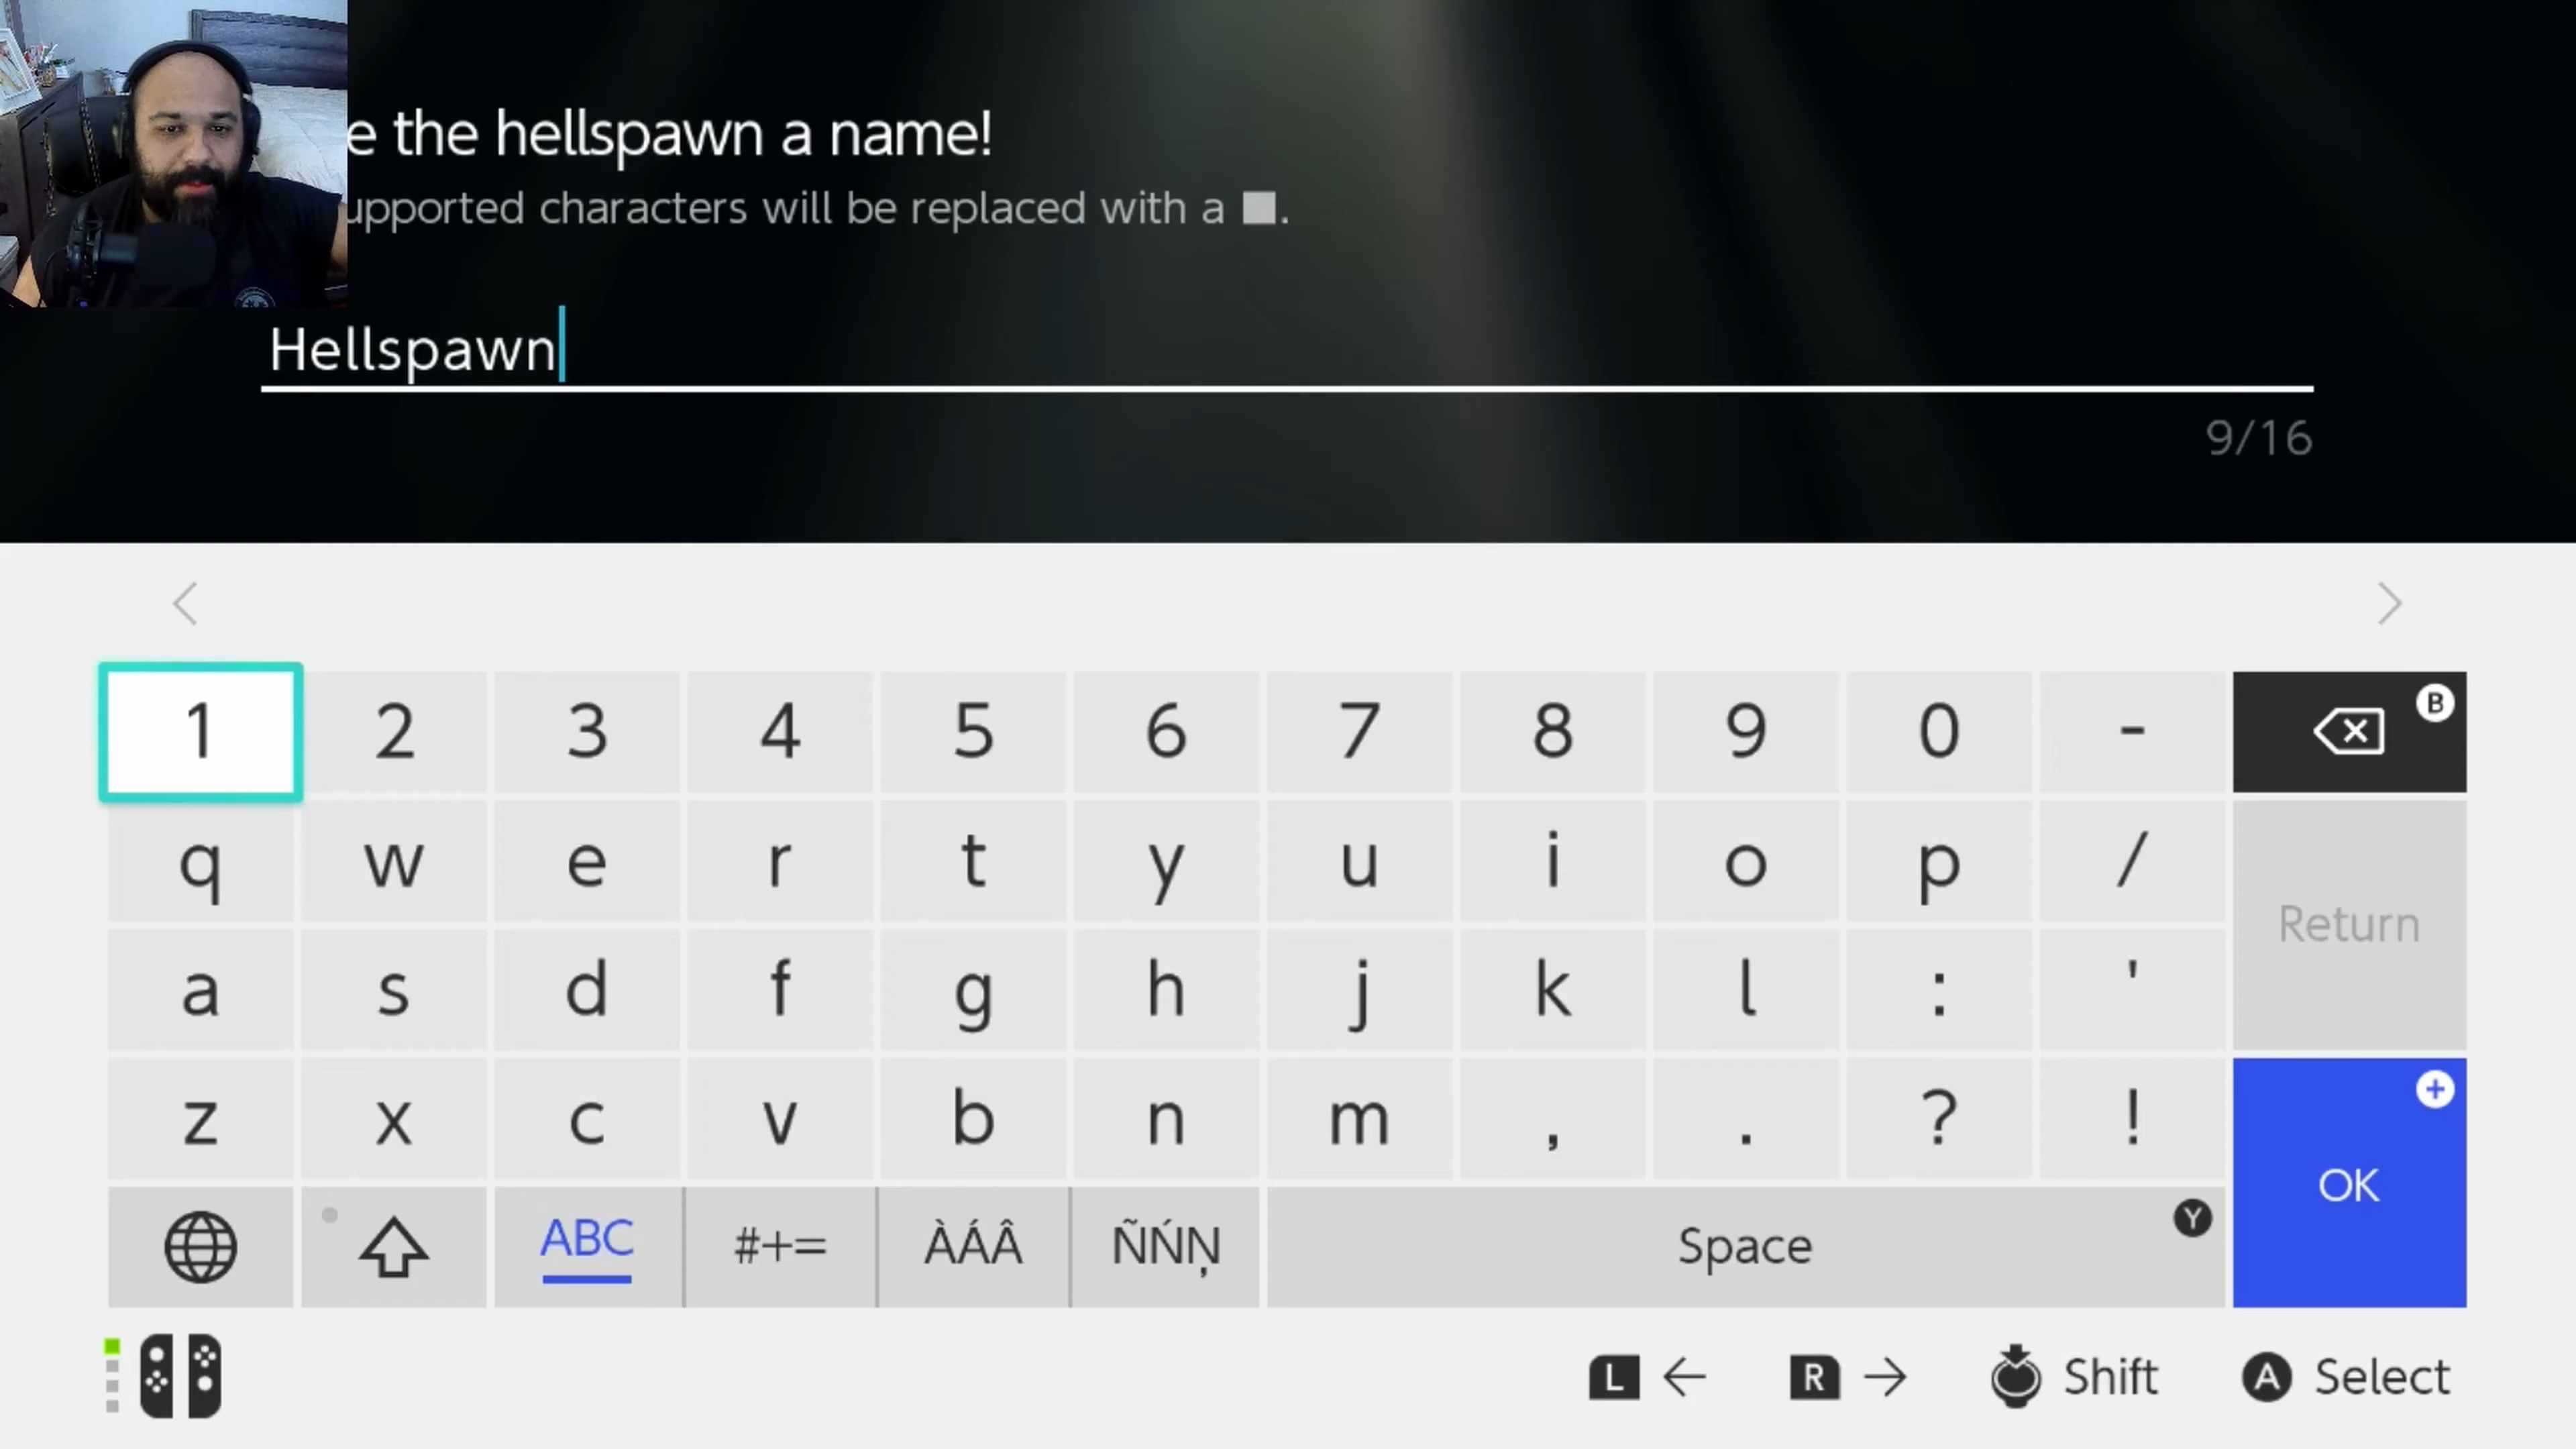 e the hellspawn a name!
upported characters will be replaced with a ■.
Hellspawn
9/16
1 2 3 4 5 6 7 8 9 0 - B
q w e r t y u i o p / Return
a s d f g h j k l : '
z x c v b n m , . ? ! +
ABC #+= ÀÁÂ ÑŃŅ Space Y OK
L ← R → Shift A Select